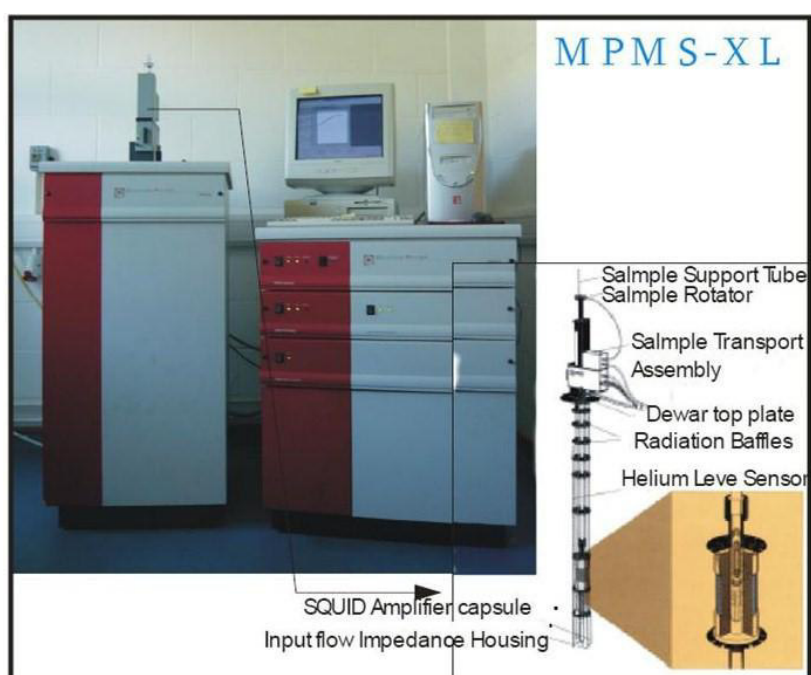 MPMS-XL
Salmple Support Tube
Salmple Rotator
Salmple Transport
Assembly
Dewar top plate
Radiation Baffles
Helium Leve Sensor
SQUID Amplifier capsule
Input flow Impedance Housing